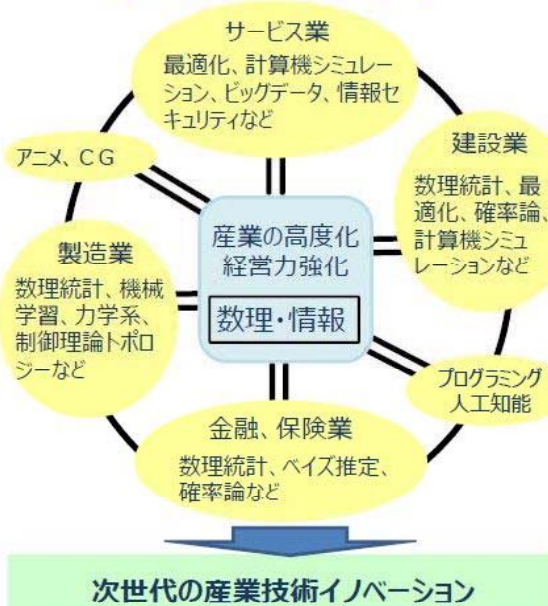 サービス業
最適化、計算機シミュレー
ション、ビッグデータ、情報セ
キュリティなど
アニメ、CG
建設業
数理統計、最
適化、確率論、
計算機シミュ
レーションなど
産業の高度化
経営力強化
数理・情報
製造業
数理統計、機械
学習、力学系、
制御理論トポロ
ジーなど
プログラミング
人工知能
金融、保険業
数理統計、ベイズ推定、
確率論など
次世代の産業技術イノベーション